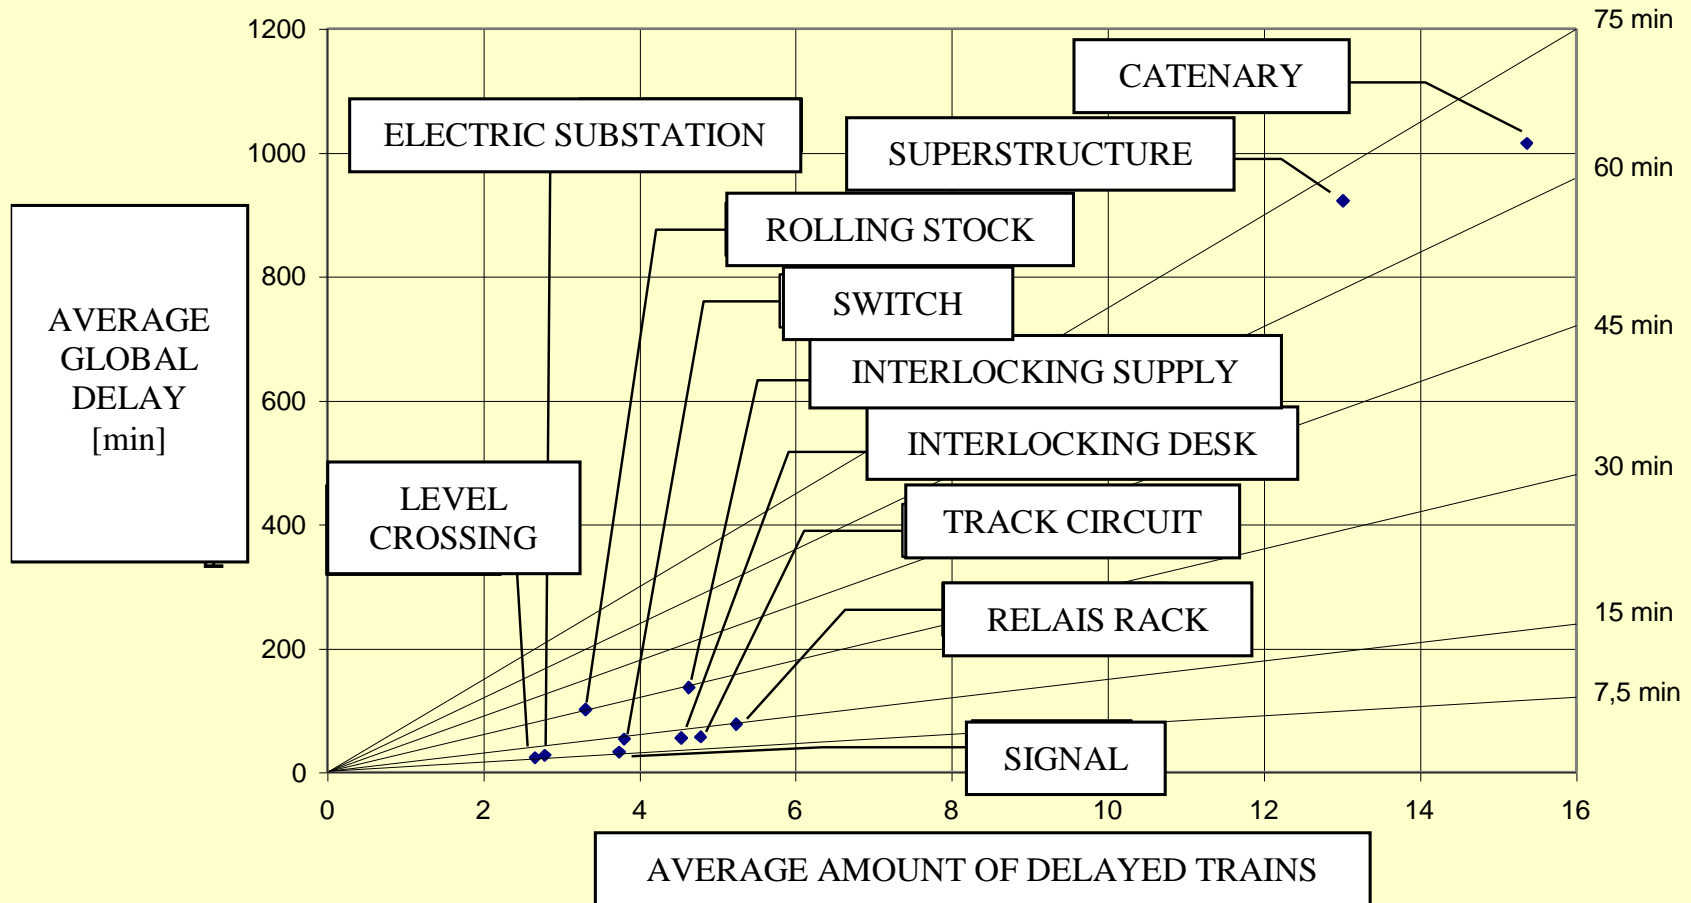 75 min
1200
CATENARY
ELECTRIC SUBSTATION
SUPERSTRUCTURE
1000
60 min
ROLLING STOCK
800
SWITCH
AVERAGE
GLOBAL
DELAY
[min]
45 min
INTERLOCKING SUPPLY
600
INTERLOCKING DESK
30 min
LEVEL
CROSSING
400
TRACK CIRCUIT
RELAIS RACK
15 min
200
7,5 min
SIGNAL
0
0 2 4 6 8 10 12 14 16
AVERAGE AMOUNT OF DELAYED TRAINS